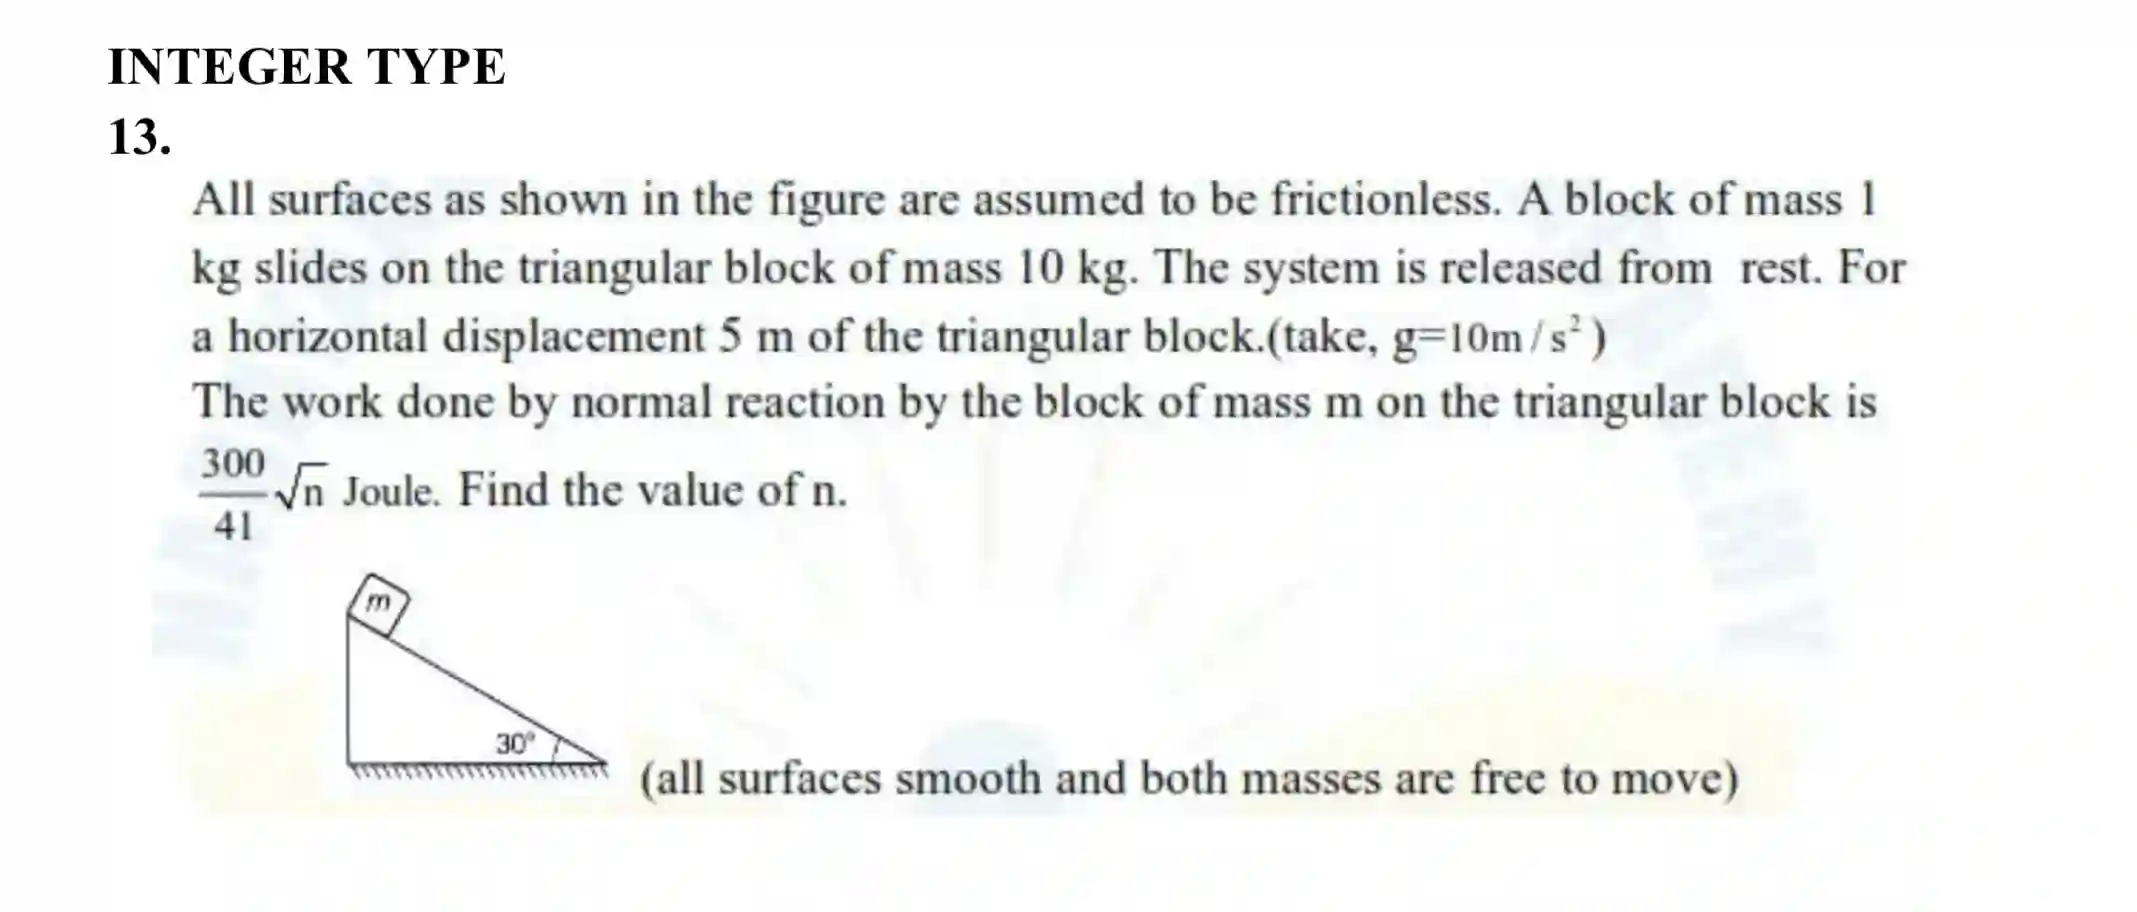 INTEGER TYPE
13.
All surfaces as shown in the figure are assumed to be frictionless. A block of mass 1
kg slides on the triangular block of mass 10 kg. The system is released from rest. For
a horizontal displacement 5 m of the triangular block.(take, g=10m/s²)
The work done by normal reaction by the block of mass m on the triangular block is
300/41 √n Joule. Find the value of n.
m
30°
(all surfaces smooth and both masses are free to move)